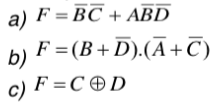 a) F = B̅C̅ + AB̅D̅
b) F = (B + D̅).(A̅ + C̅)
c) F = C ⊕ D